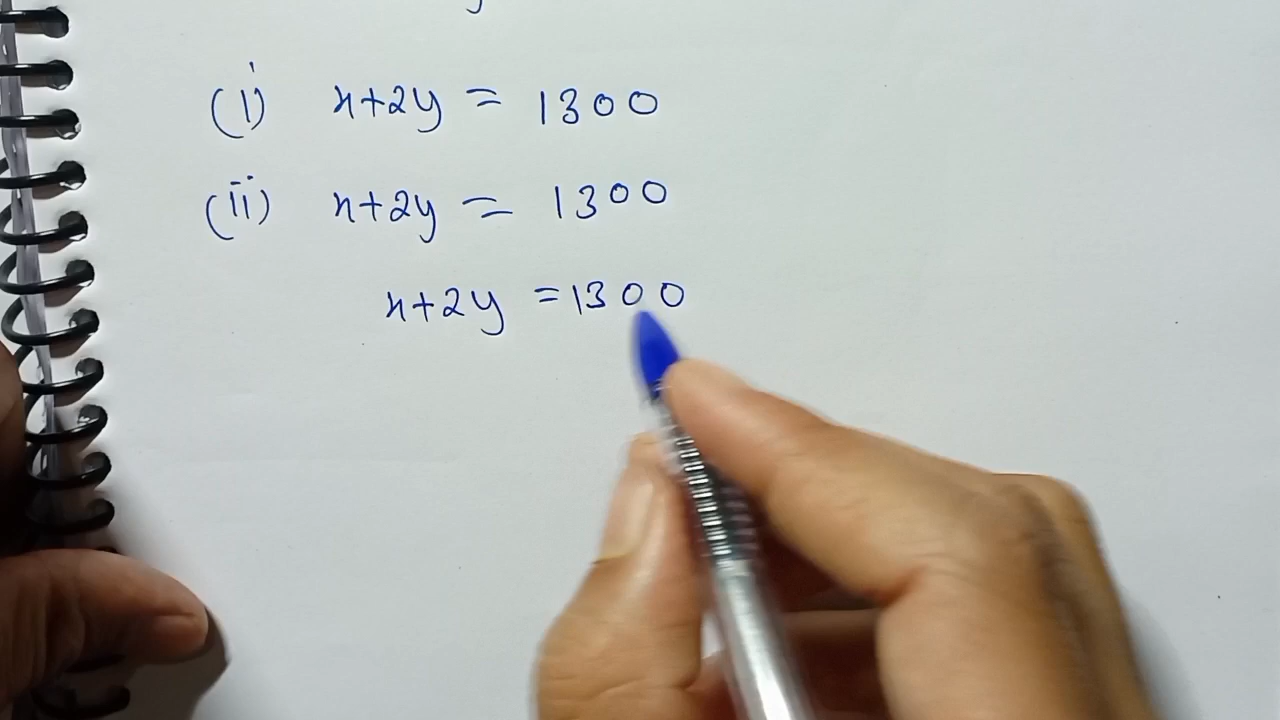 (i) x+2y = 1300
(ii) x+2y = 1300
x+2y = 1300